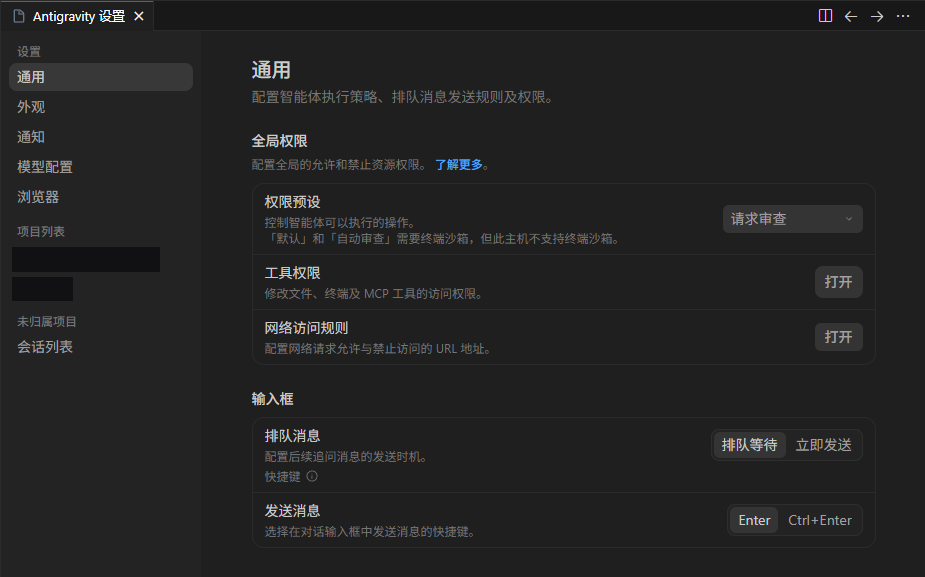 Antigravity 设置
设置
通用
外观
通知
模型配置
浏览器
项目列表
未归属项目
会话列表
通用
配置智能体执行策略、排队消息发送规则及权限。
全局权限
配置全局的允许和禁止资源权限。 了解更多。
权限预设
控制智能体可以执行的操作。
「默认」和「自动审查」需要终端沙箱，但此主机不支持终端沙箱。
请求审查
工具权限
修改文件、终端及 MCP 工具的访问权限。
打开
网络访问规则
配置网络请求允许与禁止访问的 URL 地址。
打开
输入框
排队消息
配置后续追问消息的发送时机。
快捷键
排队等待 立即发送
发送消息
选择在对话输入框中发送消息的快捷键。
Enter Ctrl+Enter